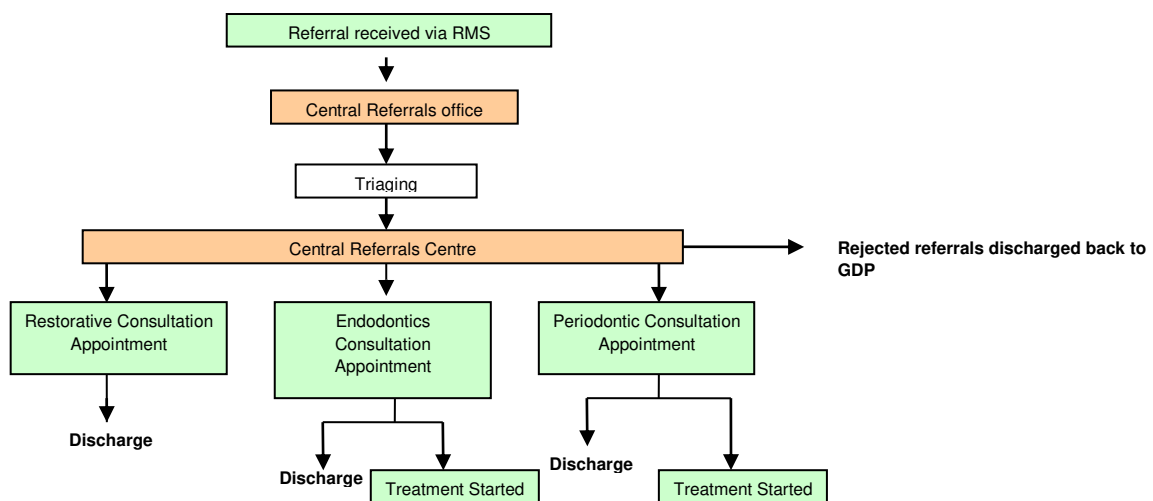 Referral received via RMS
Central Referrals office
Triaging
Central Referrals Centre
Rejected referrals discharged back to
GDP
Restorative Consultation
Appointment
Endodontics
Consultation
Appointment
Periodontic Consultation
Appointment
Discharge
Discharge
Treatment Started
Discharge
Treatment Started